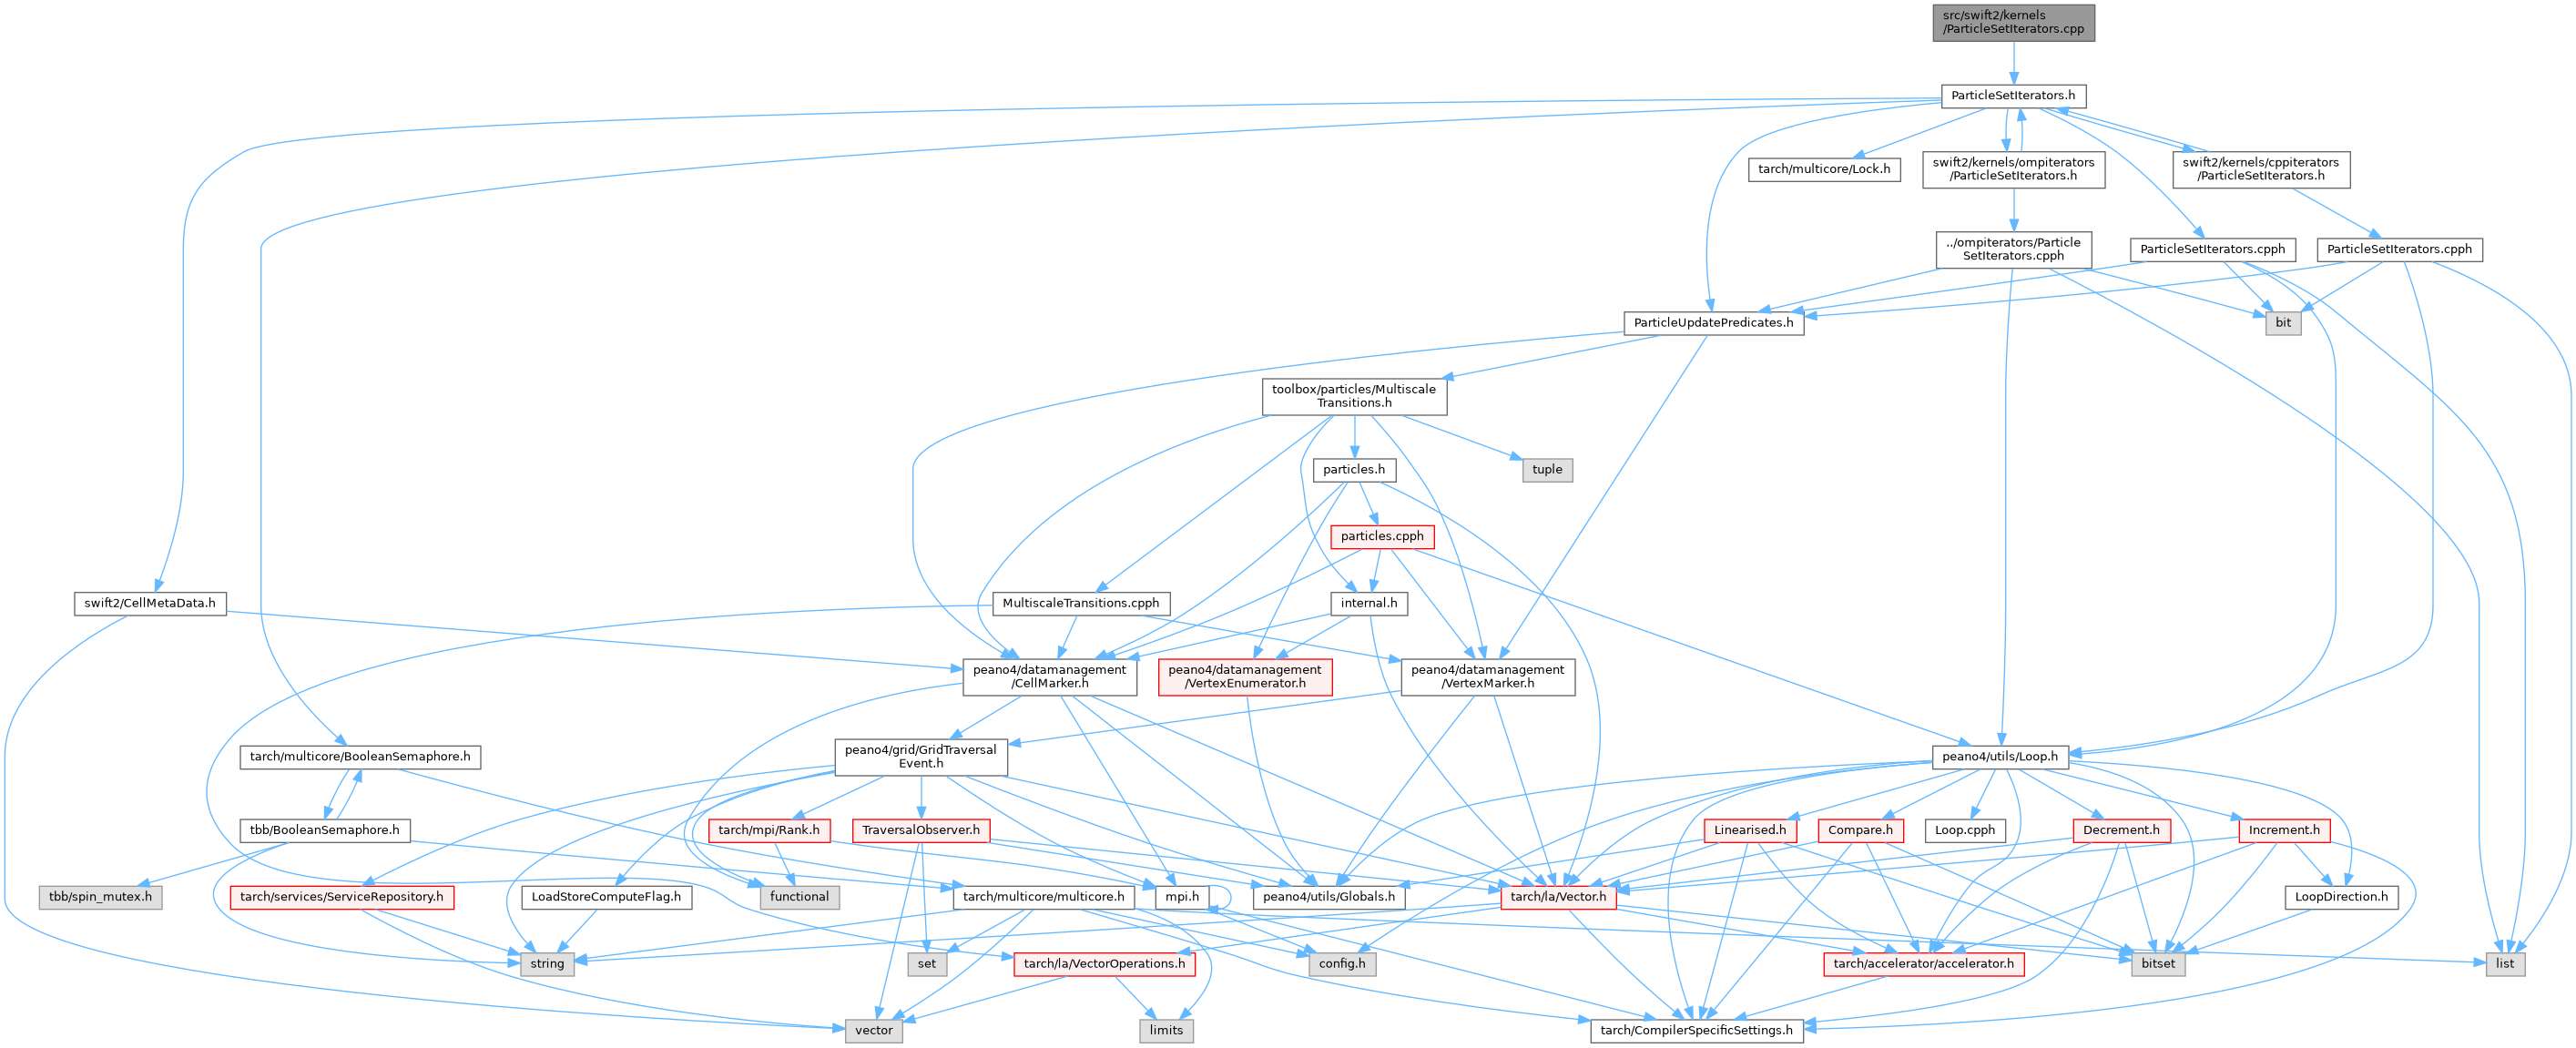 src/swift2/kernels
/ParticleSetIterators.cpp
ParticleSetIterators.h
tarch/multicore/Lock.h
swift2/kernels/ompiterators
/ParticleSetIterators.h
swift2/kernels/cppiterators
/ParticleSetIterators.h
../ompiterators/Particle
SetIterators.cpph
ParticleSetIterators.cpph
ParticleSetIterators.cpph
ParticleUpdatePredicates.h
bit
toolbox/particles/Multiscale
Transitions.h
particles.h
tuple
particles.cpph
swift2/CellMetaData.h
MultiscaleTransitions.cpph
internal.h
peano4/datamanagement
/CellMarker.h
peano4/datamanagement
/VertexEnumerator.h
peano4/datamanagement
/VertexMarker.h
tarch/multicore/BooleanSemaphore.h
peano4/grid/GridTraversal
Event.h
peano4/utils/Loop.h
tbb/BooleanSemaphore.h
tarch/mpi/Rank.h
TraversalObserver.h
Linearised.h
Compare.h
Loop.cpph
Decrement.h
Increment.h
tbb/spin_mutex.h
tarch/services/ServiceRepository.h
LoadStoreComputeFlag.h
functional
tarch/multicore/multicore.h
mpi.h
peano4/utils/Globals.h
tarch/la/Vector.h
LoopDirection.h
string
set
tarch/la/VectorOperations.h
config.h
tarch/accelerator/accelerator.h
bitset
list
vector
limits
tarch/CompilerSpecificSettings.h